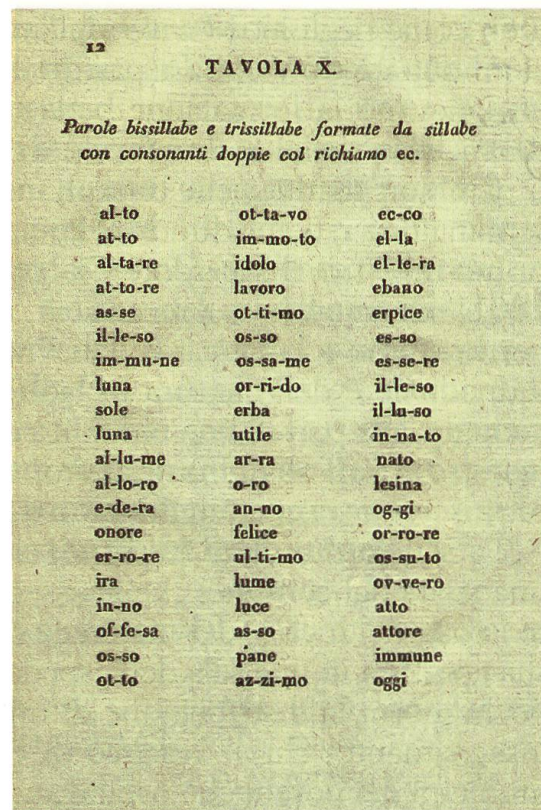 12
TAVOLA X.
Parole bissillabe e trissillabe formate da sillabe
con consonanti doppie col richiamo ec.
al-to ot-ta-vo ec-co
at-to im-mo-to el-la
al-ta-re idolo el-le-ra
at-to-re lavoro ebano
as-se ot-ti-mo erpice
il-le-so os-so es-so
im-mu-ne os-sa-me es-se-re
luna or-ri-do il-le-so
sole erba il-lu-so
luna utile in-na-to
al-lu-me ar-ra nato
al-lo-ro o-ro lesina
e-de-ra an-no og-gi
onore felice or-ro-re
er-ro-re ul-ti-mo os-su-to
ira lume ov-ve-ro
in-no luce atto
of-fe-sa as-so attore
os-so pane immune
ot-to az-zi-mo oggi